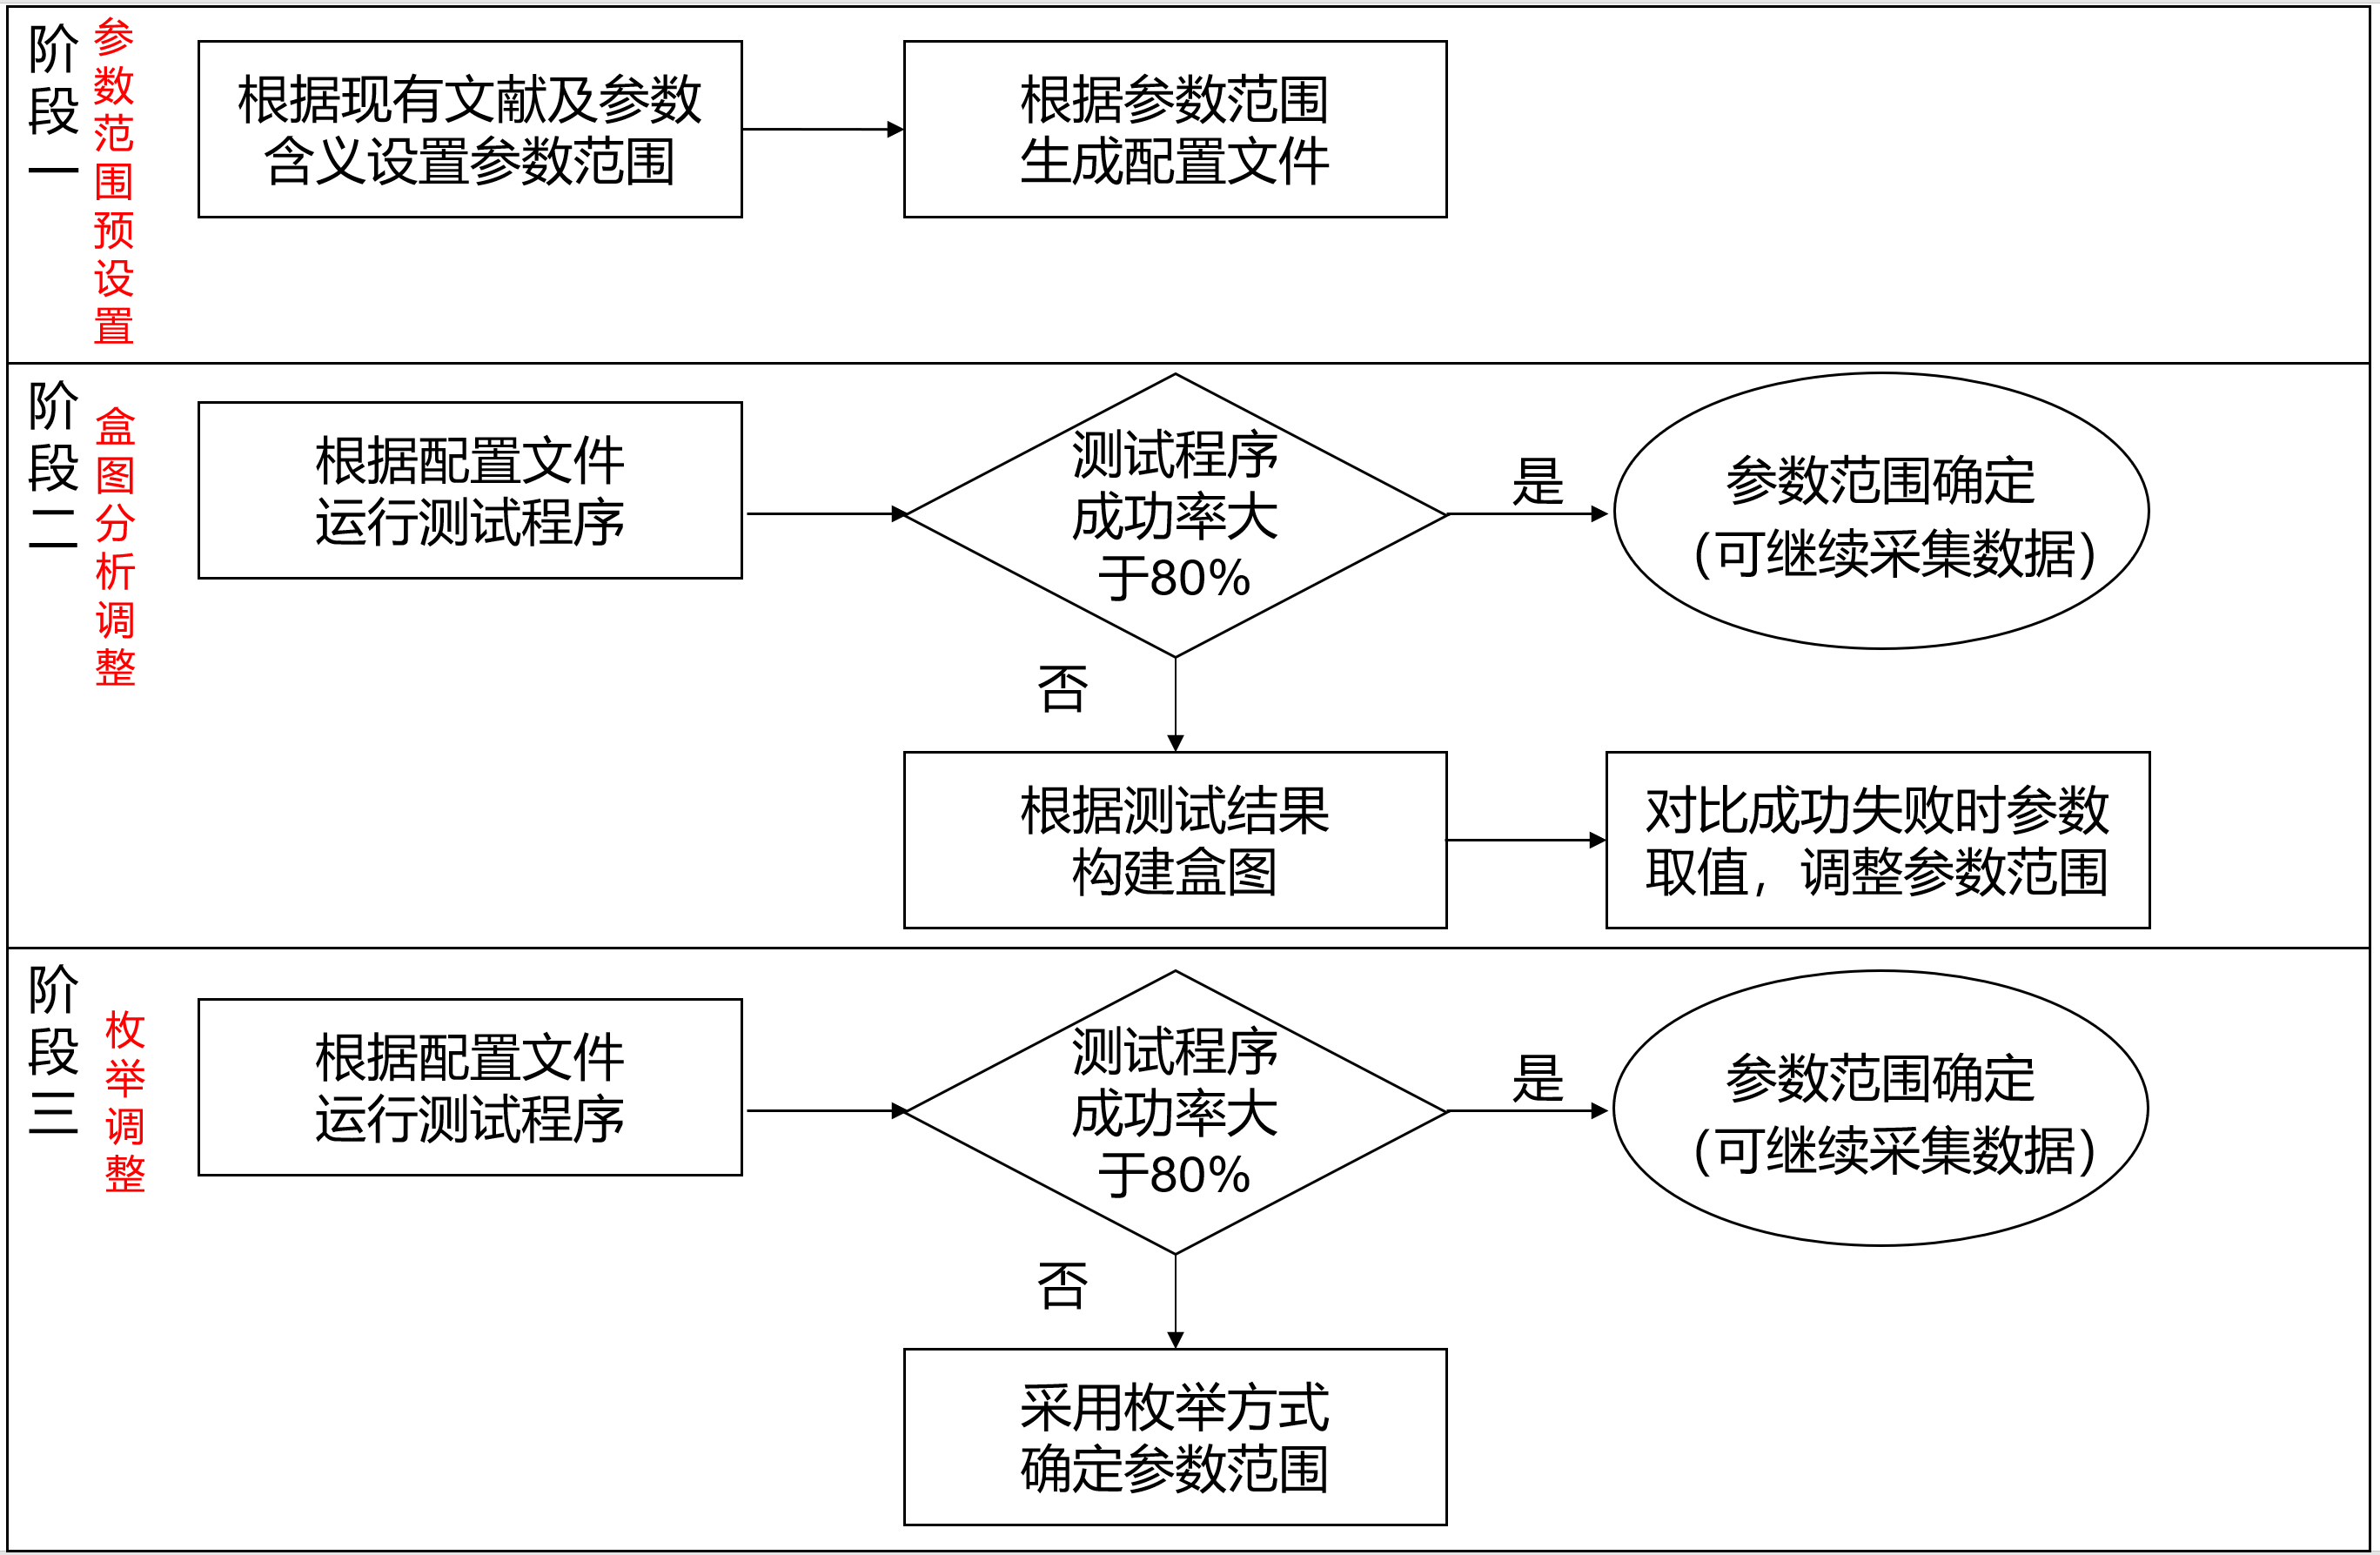 阶段一
参数范围预设置
根据现有文献及参数
含义设置参数范围
根据参数范围
生成配置文件
阶段二
盒图分析调整
根据配置文件
运行测试程序
测试程序
成功率大
于80%
是
参数范围确定
（可继续采集数据）
否
根据测试结果
构建盒图
对比成功失败时参数
取值，调整参数范围
阶段三
枚举调整
根据配置文件
运行测试程序
测试程序
成功率大
于80%
是
参数范围确定
（可继续采集数据）
否
采用枚举方式
确定参数范围